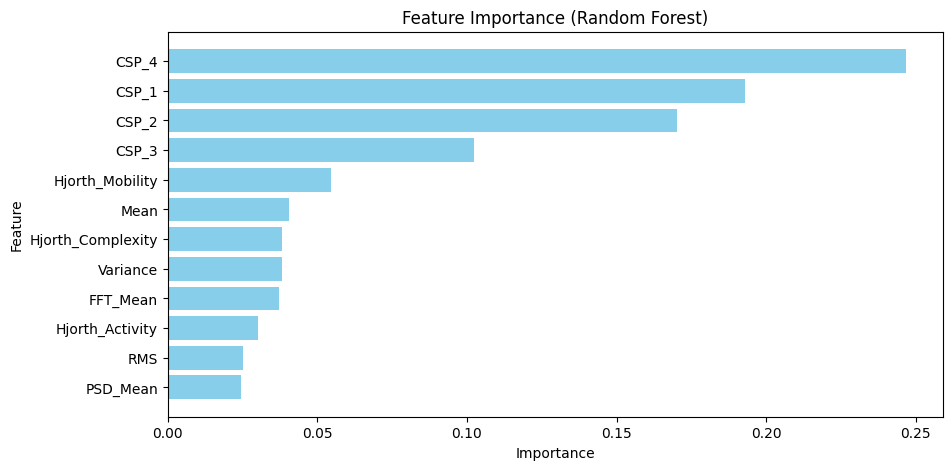 Feature Importance (Random Forest)
CSP_4
CSP_1
CSP_2
CSP_3
Hjorth_Mobility
Mean
Hjorth_Complexity
Variance
FFT_Mean
Hjorth_Activity
RMS
PSD_Mean
Feature
0.00 0.05 0.10 0.15 0.20 0.25
Importance